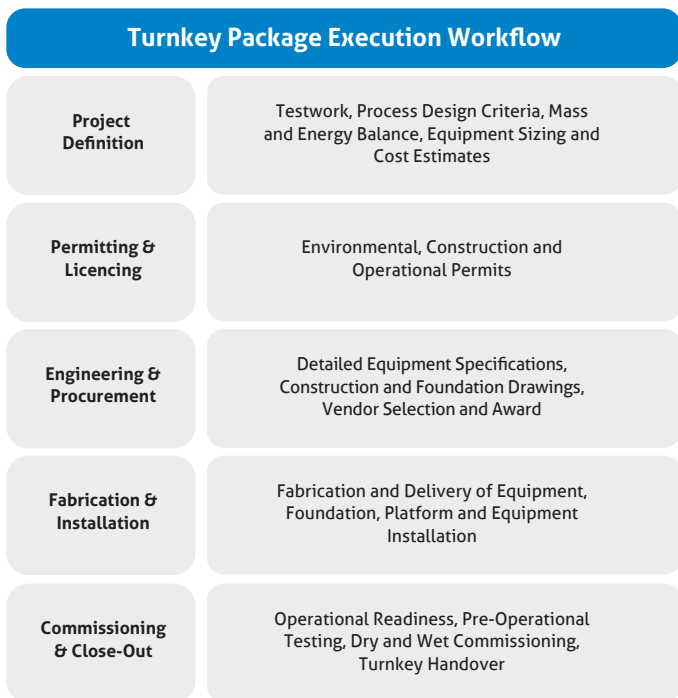 Turnkey Package Execution Workflow
Project
Definition
Testwork, Process Design Criteria, Mass
and Energy Balance, Equipment Sizing and
Cost Estimates
Permitting &
Licencing
Environmental, Construction and
Operational Permits
Engineering &
Procurement
Detailed Equipment Specifications,
Construction and Foundation Drawings,
Vendor Selection and Award
Fabrication &
Installation
Fabrication and Delivery of Equipment,
Foundation, Platform and Equipment
Installation
Commissioning
& Close-Out
Operational Readiness, Pre-Operational
Testing, Dry and Wet Commissioning,
Turnkey Handover